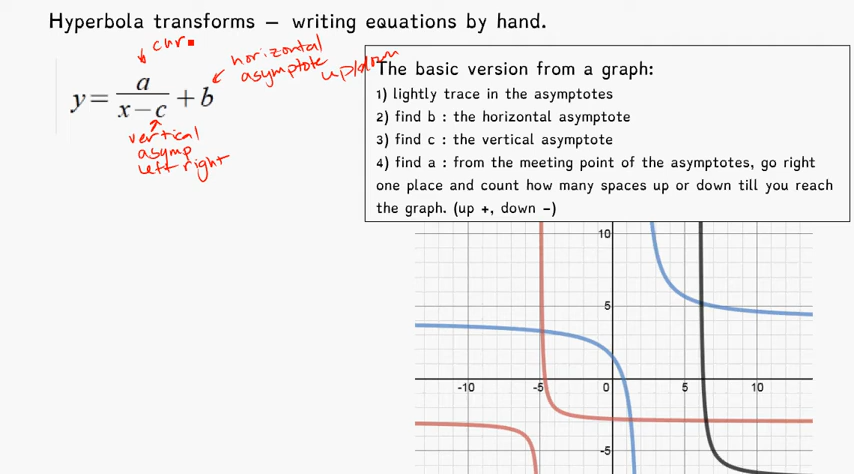 Hyperbola transforms – writing equations by hand.
cur
horizontal
asymptote
up/down
y = a/(x − c) + b
vertical
asymp
left right
The basic version from a graph:
1) lightly trace in the asymptotes
2) find b : the horizontal asymptote
3) find c : the vertical asymptote
4) find a : from the meeting point of the asymptotes, go right
one place and count how many spaces up or down till you reach
the graph. (up +, down −)
10
5
-10 -5 0 5 10
-5